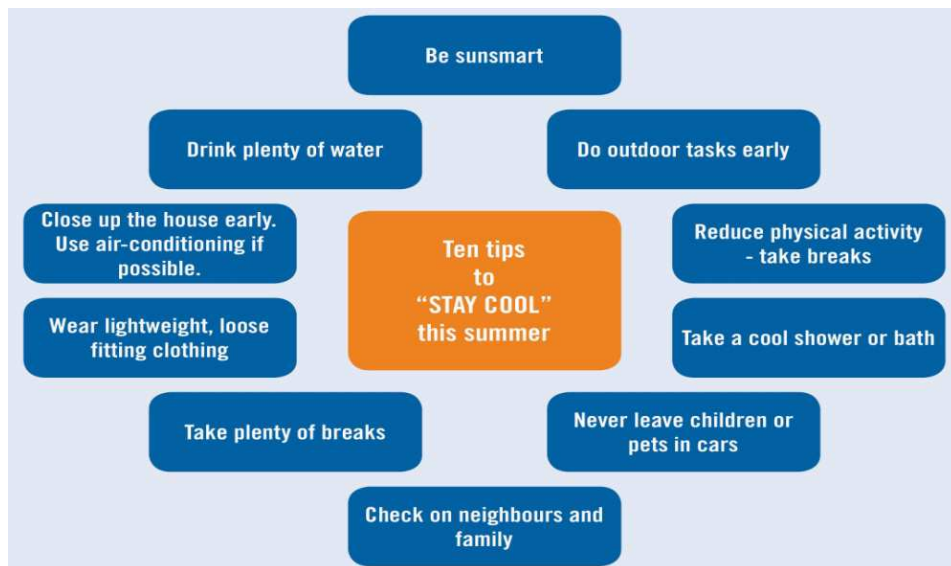 Be sunsmart
Drink plenty of water
Do outdoor tasks early
Close up the house early.
Use air-conditioning if
possible.
Ten tips
to
“STAY COOL”
this summer
Reduce physical activity
- take breaks
Wear lightweight, loose
fitting clothing
Take a cool shower or bath
Take plenty of breaks
Never leave children or
pets in cars
Check on neighbours and
family